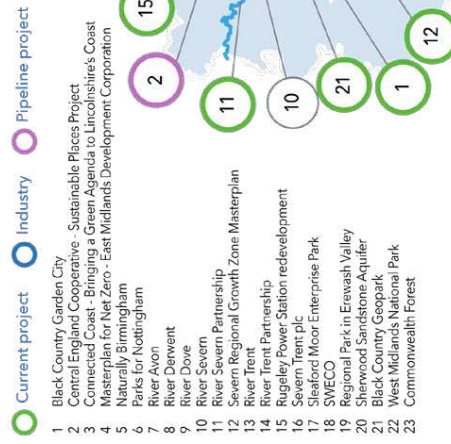 Current project
Industry
Pipeline project
1 Black Country Garden City
2 Central England Cooperative - Sustainable Places Project
3 Connected Coast - Bringing a Green Agenda to Lincolnshire's Coast
4 Masterplan for Net Zero - East Midlands Development Corporation
5 Naturally Birmingham
6 Parks for Nottingham
7 River Avon
8 River Derwent
9 River Dove
10 River Severn
11 River Severn Partnership
12 Severn Regional Growth Zone Masterplan
13 River Trent
14 River Trent Partnership
15 Rugeley Power Station redevelopment
16 Severn Trent plc
17 Sleaford Moor Enterprise Park
18 SWECO
19 Regional Park in Erewash Valley
20 Sherwood Sandstone Aquifer
21 Black Country Geopark
22 West Midlands National Park
23 Commonwealth Forest
15
2
11
10
21
1
12